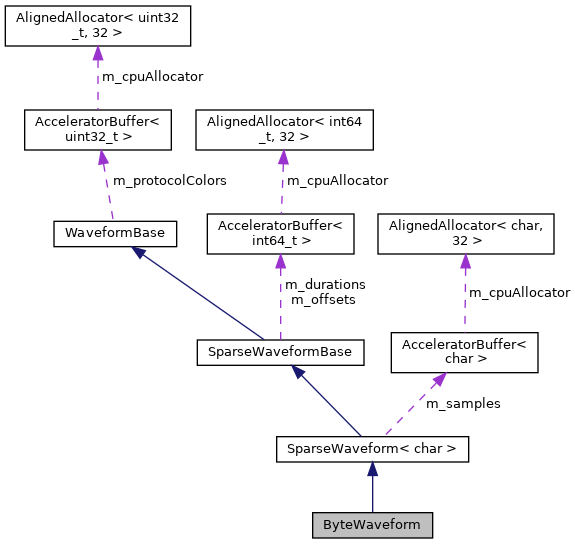 AlignedAllocator< uint32
_t, 32 >
m_cpuAllocator
AcceleratorBuffer<
uint32_t >
AlignedAllocator< int64
_t, 32 >
m_protocolColors
m_cpuAllocator
WaveformBase
AcceleratorBuffer<
int64_t >
AlignedAllocator< char,
32 >
m_durations
m_offsets
m_cpuAllocator
SparseWaveformBase
AcceleratorBuffer<
char >
m_samples
SparseWaveform< char >
ByteWaveform